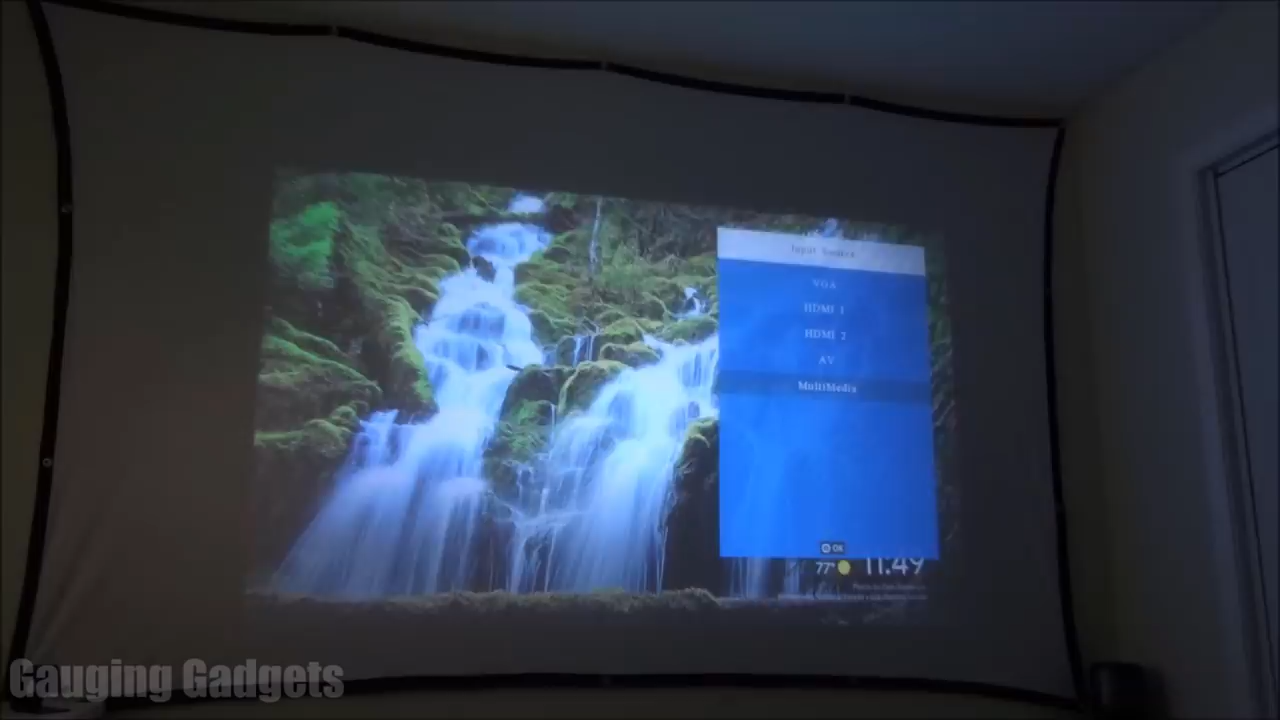 Input Source
VGA
HDMI 1
HDMI 2
AV
MultiMedia
OK
77° 11:49
Gauging Gadgets